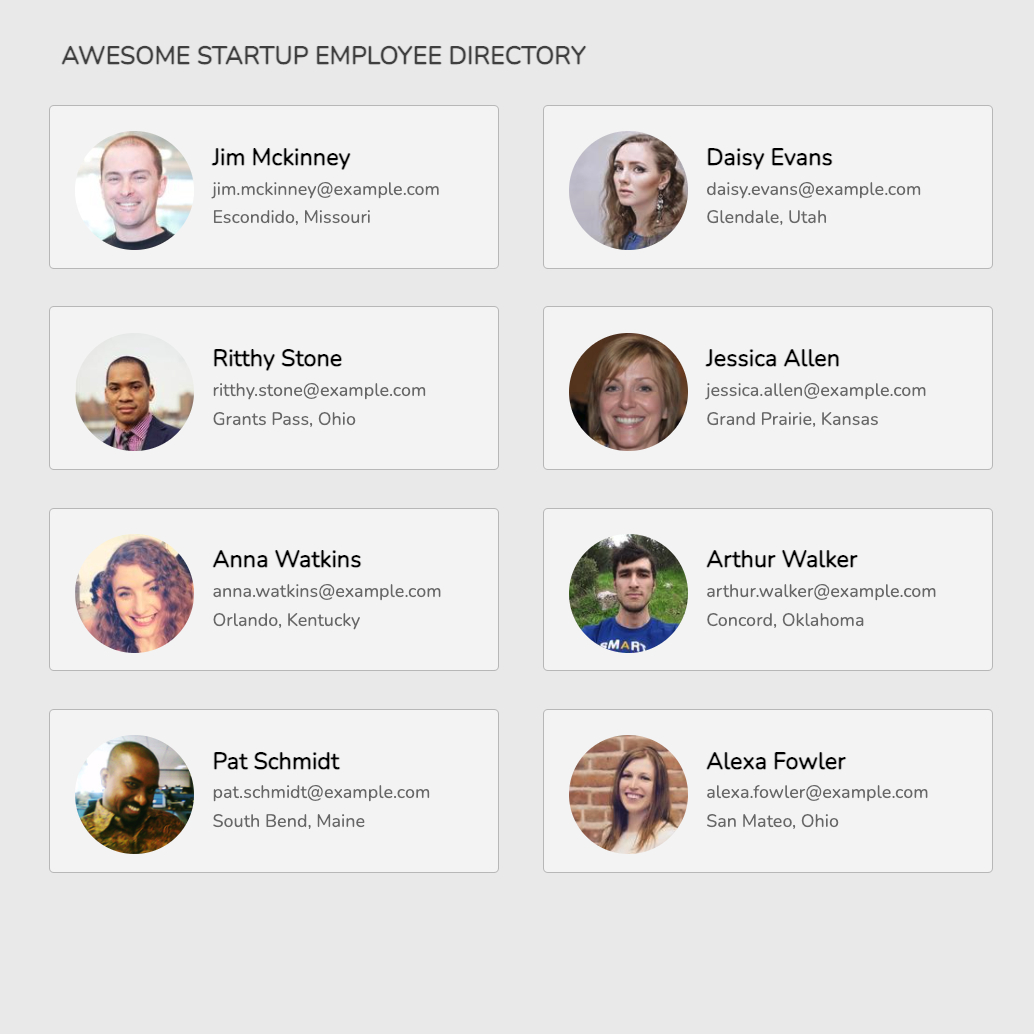 AWESOME STARTUP EMPLOYEE DIRECTORY
Jim Mckinney
jim.mckinney@example.com
Escondido, Missouri
Daisy Evans
daisy.evans@example.com
Glendale, Utah
Ritthy Stone
ritthy.stone@example.com
Grants Pass, Ohio
Jessica Allen
jessica.allen@example.com
Grand Prairie, Kansas
Anna Watkins
anna.watkins@example.com
Orlando, Kentucky
Arthur Walker
arthur.walker@example.com
Concord, Oklahoma
SMART
Pat Schmidt
pat.schmidt@example.com
South Bend, Maine
Alexa Fowler
alexa.fowler@example.com
San Mateo, Ohio